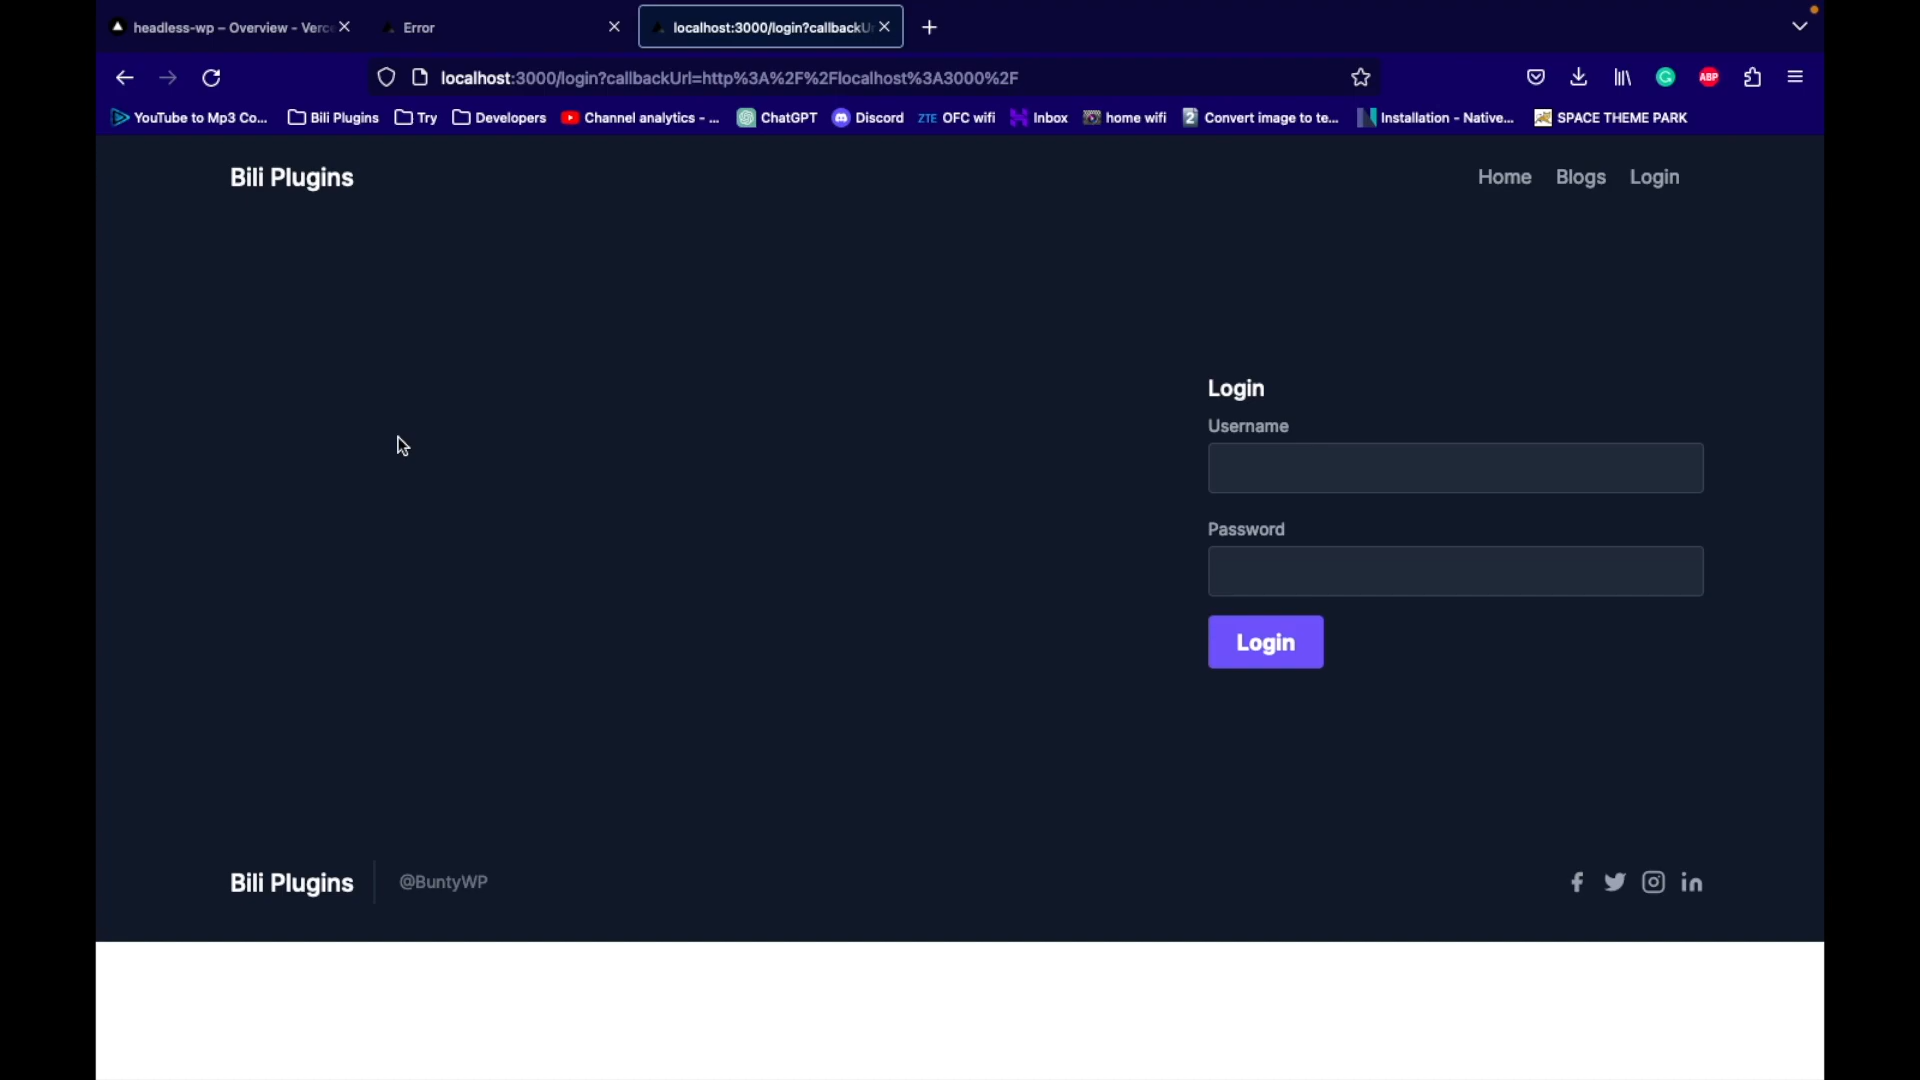 headless-wp – Overview - Verc
Error
localhost:3000/login?callbackU
localhost:3000/login?callbackUrl=http%3A%2F%2Flocalhost%3A3000%2F
ABP
YouTube to Mp3 Co...
Bili Plugins
Try
Developers
Channel analytics - ...
ChatGPT
Discord
ZTE OFC wifi
Inbox
home wifi
Convert image to te...
Installation - Native...
SPACE THEME PARK
Bili Plugins
Home Blogs Login
Login
Username
Password
Login
Bili Plugins
@BuntyWP